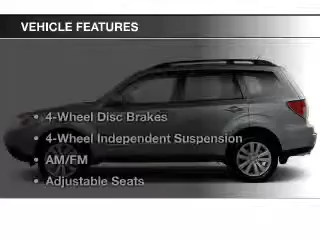 VEHICLE FEATURES
• 4-Wheel Disc Brakes
• 4-Wheel Independent Suspension
• AM/FM
• Adjustable Seats